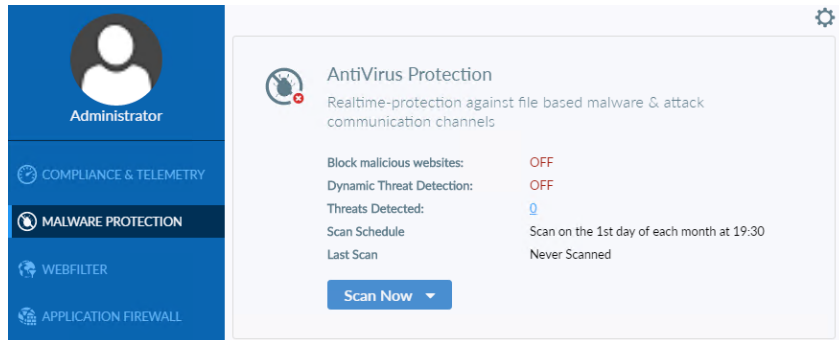 Administrator
COMPLIANCE & TELEMETRY
MALWARE PROTECTION
WEBFILTER
APPLICATION FIREWALL
AntiVirus Protection
Realtime-protection against file based malware & attack
communication channels
Block malicious websites: OFF
Dynamic Threat Detection: OFF
Threats Detected: 0
Scan Schedule Scan on the 1st day of each month at 19:30
Last Scan Never Scanned
Scan Now